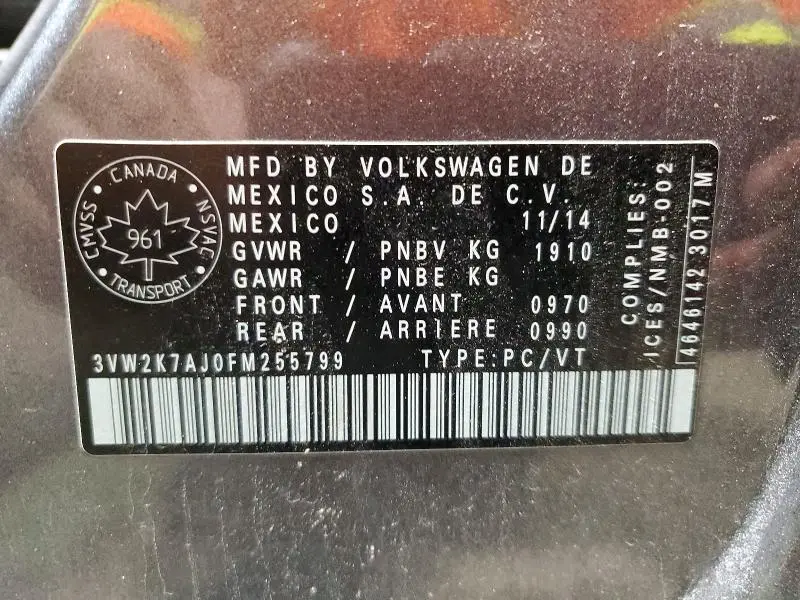 CANADA
CMVSS
NSVAC
961
TRANSPORT
MFD BY VOLKSWAGEN DE
MEXICO S.A. DE C.V.
MEXICO 11/14
GVWR / PNBV KG 1910
GAWR / PNBE KG
FRONT / AVANT 0970
REAR / ARRIERE 0990
3VW2K7AJ0FM255799 TYPE:PC/VT
COMPLIES:
ICES/NMB-002
4646142 3017 M